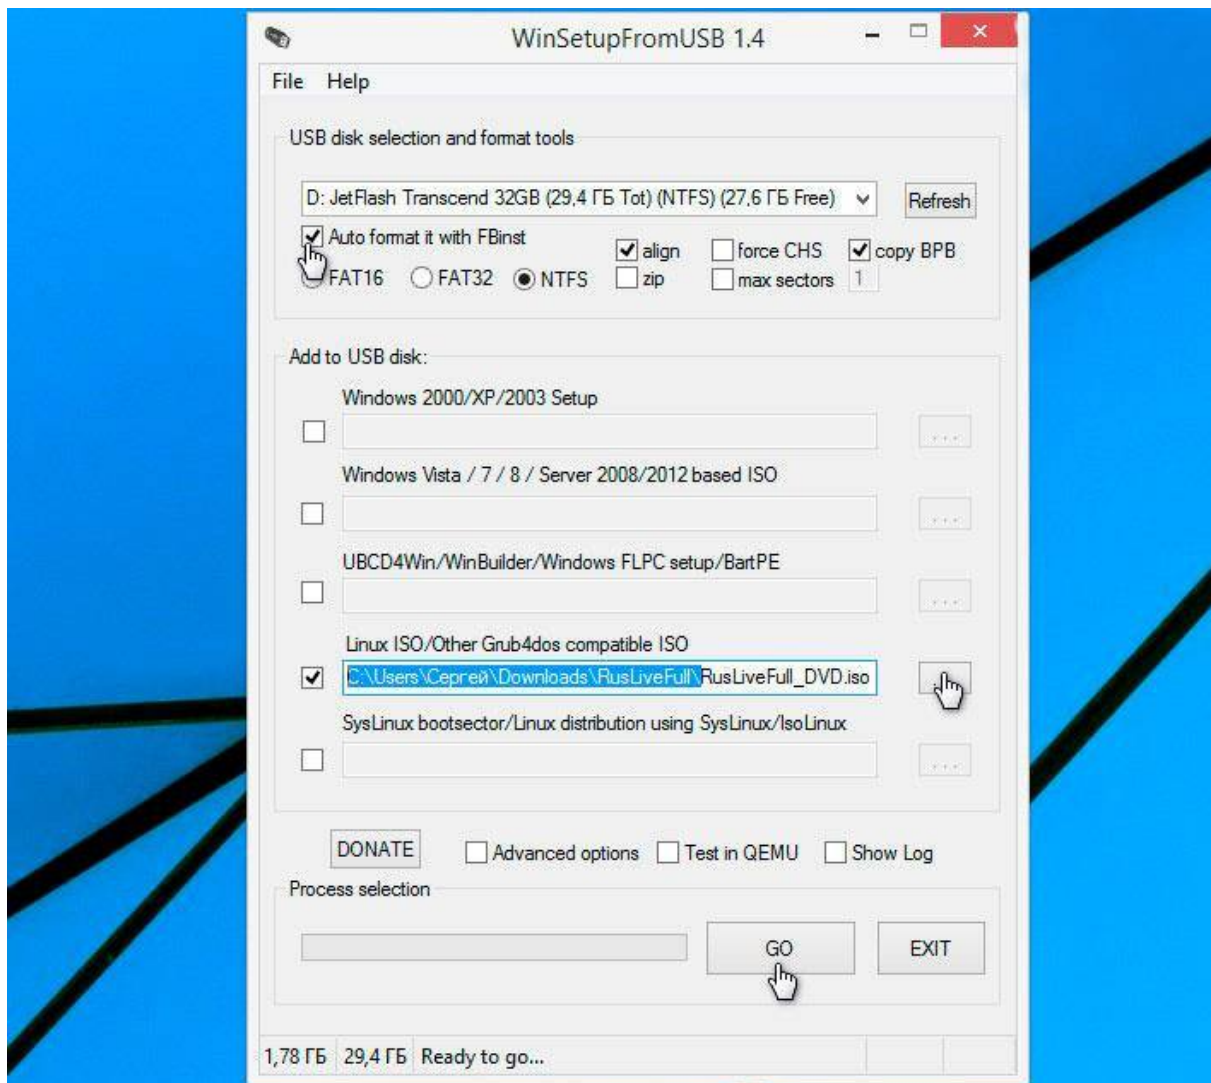 WinSetupFromUSB 1.4
File Help
USB disk selection and format tools
D: JetFlash Transcend 32GB (29,4 ГБ Tot) (NTFS) (27,6 ГБ Free)
Refresh
Auto format it with FBinst
align force CHS copy BPB
FAT16 FAT32 NTFS zip max sectors 1
Add to USB disk:
Windows 2000/XP/2003 Setup
...
Windows Vista / 7 / 8 / Server 2008/2012 based ISO
...
UBCD4Win/WinBuilder/Windows FLPC setup/BartPE
...
Linux ISO/Other Grub4dos compatible ISO
C:\Users\Сергей\Downloads\RusLiveFull\RusLiveFull_DVD.iso
SysLinux bootsector/Linux distribution using SysLinux/IsoLinux
...
DONATE Advanced options Test in QEMU Show Log
Process selection
GO EXIT
1,78 ГБ 29,4 ГБ Ready to go...